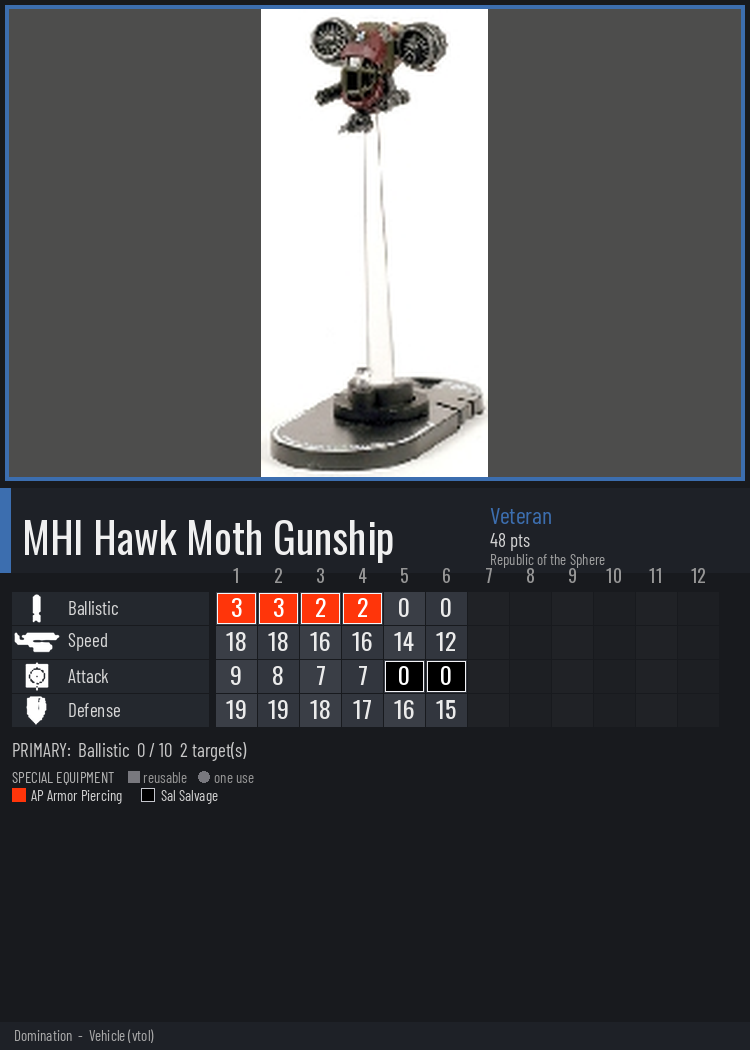 MHI Hawk Moth Gunship
Veteran
48 pts
Republic of the Sphere
1 2 3 4 5 6 7 8 9 10 11 12
Ballistic 3 3 2 2 0 0
Speed 18 18 16 16 14 12
Attack 9 8 7 7 0 0
Defense 19 19 18 17 16 15
PRIMARY: Ballistic 0 / 10 2 target(s)
SPECIAL EQUIPMENT reusable one use
AP Armor Piercing Sal Salvage
Domination - Vehicle (vtol)